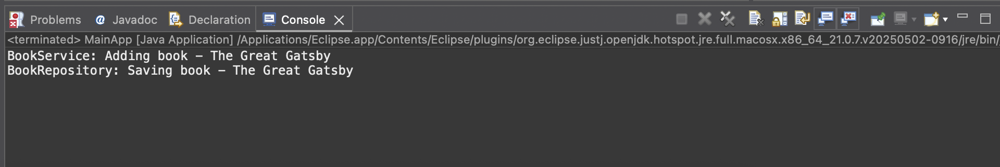 Problems @ Javadoc Declaration Console
<terminated> MainApp [Java Application] /Applications/Eclipse.app/Contents/Eclipse/plugins/org.eclipse.justj.openjdk.hotspot.jre.full.macosx.x86_64_21.0.7.v20250502-0916/jre/bin/
BookService: Adding book – The Great Gatsby
BookRepository: Saving book – The Great Gatsby